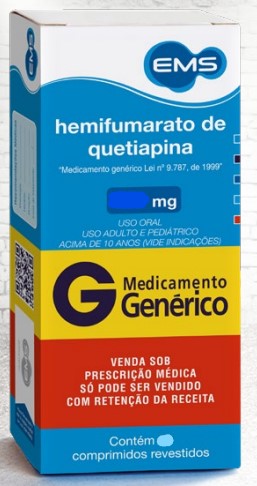 EMS
hemifumarato de
quetiapina
"Medicamento genérico Lei nº 9.787, de 1999"
mg
USO ORAL
USO ADULTO E PEDIÁTRICO
ACIMA DE 10 ANOS (VIDE INDICAÇÕES)
G Medicamento
Genérico
VENDA SOB
PRESCRIÇÃO MÉDICA
SÓ PODE SER VENDIDO
COM RETENÇÃO DA RECEITA
Contém
comprimidos revestidos